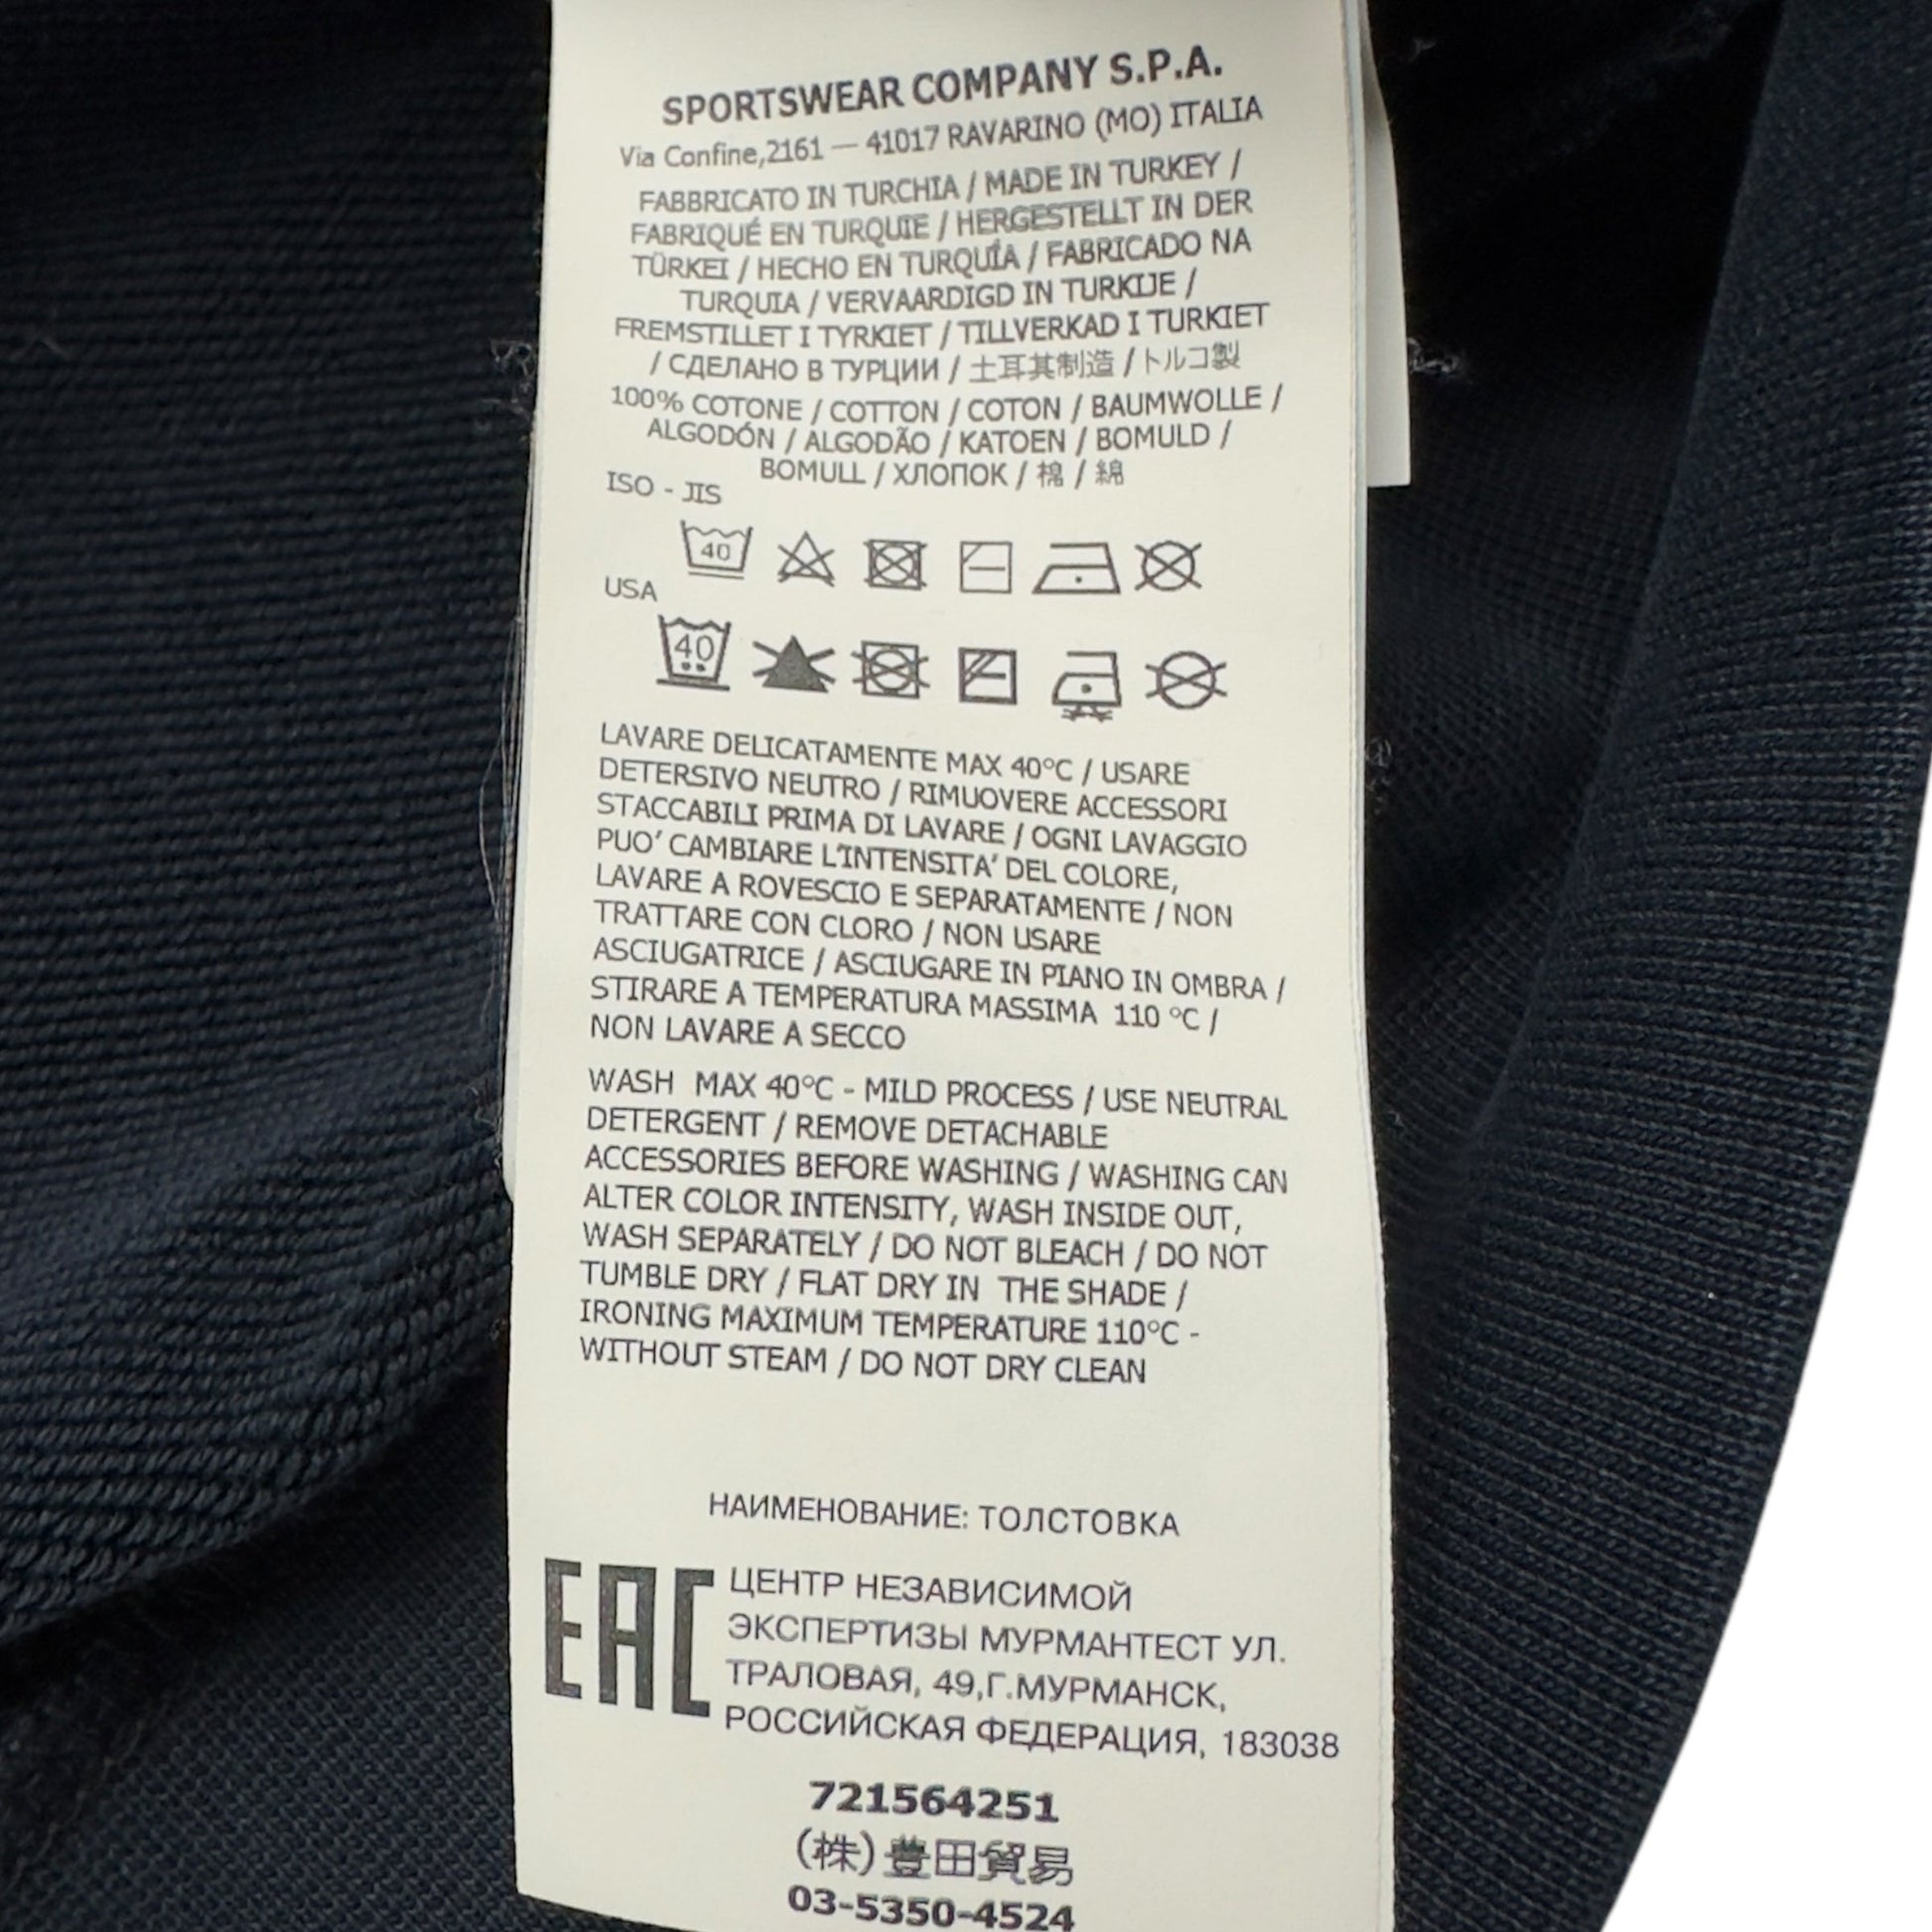 SPORTSWEAR COMPANY S.P.A.
Via Confine,2161 — 41017 RAVARINO (MO) ITALIA
FABBRICATO IN TURCHIA / MADE IN TURKEY /
FABRIQUÉ EN TURQUIE / HERGESTELLT IN DER
TÜRKEI / HECHO EN TURQUÍA / FABRICADO NA
TURQUIA / VERVAARDIGD IN TURKIJE /
FREMSTILLET I TYRKIET / TILLVERKAD I TURKIET
/ СДЕЛАНО В ТУРЦИИ / 土耳其制造 / トルコ製
100% COTONE / COTTON / COTON / BAUMWOLLE /
ALGODÓN / ALGODÃO / KATOEN / BOMULD /
BOMULL / ХЛОПОК / 棉 / 綿
ISO - JIS
40
USA
40
LAVARE DELICATAMENTE MAX 40°C / USARE
DETERSIVO NEUTRO / RIMUOVERE ACCESSORI
STACCABILI PRIMA DI LAVARE / OGNI LAVAGGIO
PUO' CAMBIARE L'INTENSITA' DEL COLORE,
LAVARE A ROVESCIO E SEPARATAMENTE / NON
TRATTARE CON CLORO / NON USARE
ASCIUGATRICE / ASCIUGARE IN PIANO IN OMBRA /
STIRARE A TEMPERATURA MASSIMA 110 °C /
NON LAVARE A SECCO
WASH MAX 40°C - MILD PROCESS / USE NEUTRAL
DETERGENT / REMOVE DETACHABLE
ACCESSORIES BEFORE WASHING / WASHING CAN
ALTER COLOR INTENSITY, WASH INSIDE OUT,
WASH SEPARATELY / DO NOT BLEACH / DO NOT
TUMBLE DRY / FLAT DRY IN THE SHADE /
IRONING MAXIMUM TEMPERATURE 110°C -
WITHOUT STEAM / DO NOT DRY CLEAN
НАИМЕНОВАНИЕ: ТОЛСТОВКА
EAC
ЦЕНТР НЕЗАВИСИМОЙ
ЭКСПЕРТИЗЫ МУРМАНТЕСТ УЛ.
ТРАЛОВАЯ, 49,Г.МУРМАНСК,
РОССИЙСКАЯ ФЕДЕРАЦИЯ, 183038
721564251
(株)豊田貿易
03-5350-4524